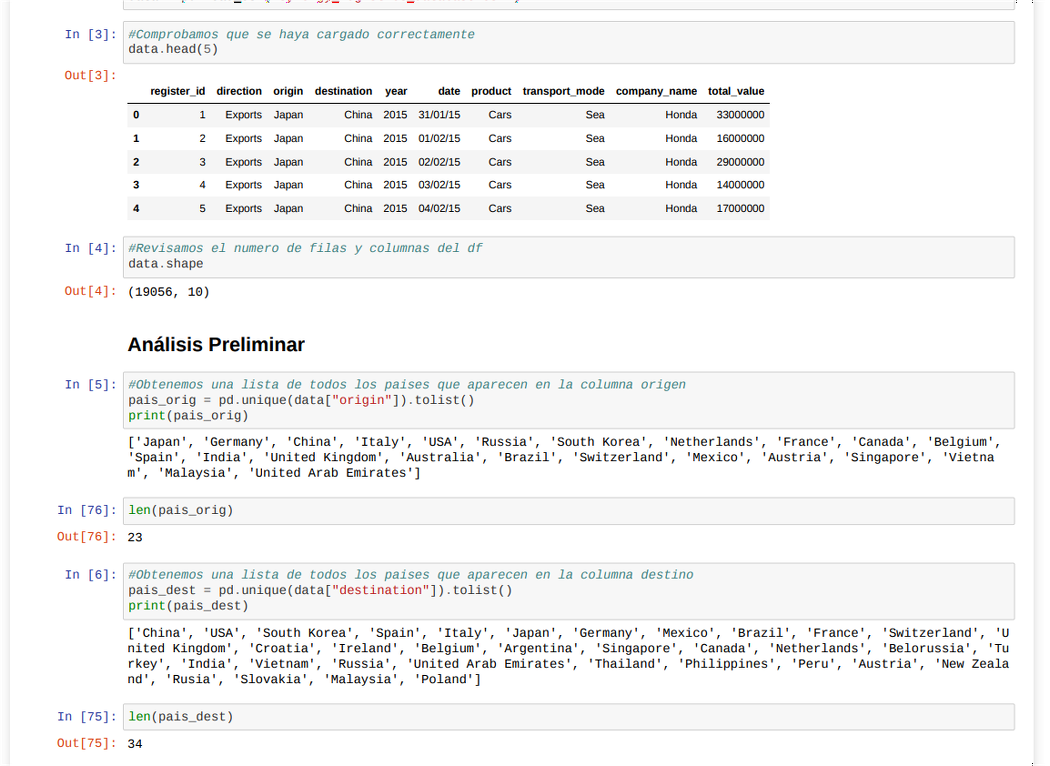 In [3]: #Comprobamos que se haya cargado correctamente
data.head(5)
Out[3]:
register_id direction origin destination year date product transport_mode company_name total_value
0 1 Exports Japan China 2015 31/01/15 Cars Sea Honda 33000000
1 2 Exports Japan China 2015 01/02/15 Cars Sea Honda 16000000
2 3 Exports Japan China 2015 02/02/15 Cars Sea Honda 29000000
3 4 Exports Japan China 2015 03/02/15 Cars Sea Honda 14000000
4 5 Exports Japan China 2015 04/02/15 Cars Sea Honda 17000000
In [4]: #Revisamos el numero de filas y columnas del df
data.shape
Out[4]: (19056, 10)
Análisis Preliminar
In [5]: #Obtenemos una lista de todos los paises que aparecen en la columna origen
pais_orig = pd.unique(data["origin"]).tolist()
print(pais_orig)
['Japan', 'Germany', 'China', 'Italy', 'USA', 'Russia', 'South Korea', 'Netherlands', 'France', 'Canada', 'Belgium',
'Spain', 'India', 'United Kingdom', 'Australia', 'Brazil', 'Switzerland', 'Mexico', 'Austria', 'Singapore', 'Vietna
m', 'Malaysia', 'United Arab Emirates']
In [76]: len(pais_orig)
Out[76]: 23
In [6]: #Obtenemos una lista de todos los paises que aparecen en la columna destino
pais_dest = pd.unique(data["destination"]).tolist()
print(pais_dest)
['China', 'USA', 'South Korea', 'Spain', 'Italy', 'Japan', 'Germany', 'Mexico', 'Brazil', 'France', 'Switzerland', 'U
nited Kingdom', 'Croatia', 'Ireland', 'Belgium', 'Argentina', 'Singapore', 'Canada', 'Netherlands', 'Belorussia', 'Tu
rkey', 'India', 'Vietnam', 'Russia', 'United Arab Emirates', 'Thailand', 'Philippines', 'Peru', 'Austria', 'New Zeala
nd', 'Rusia', 'Slovakia', 'Malaysia', 'Poland']
In [75]: len(pais_dest)
Out[75]: 34